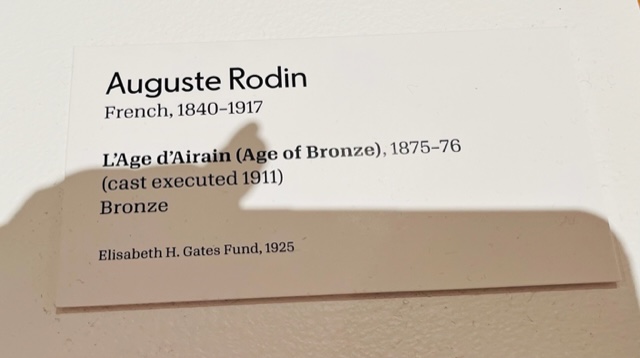 Auguste Rodin
French, 1840–1917
L'Age d'Airain (Age of Bronze), 1875–76
(cast executed 1911)
Bronze
Elisabeth H. Gates Fund, 1925